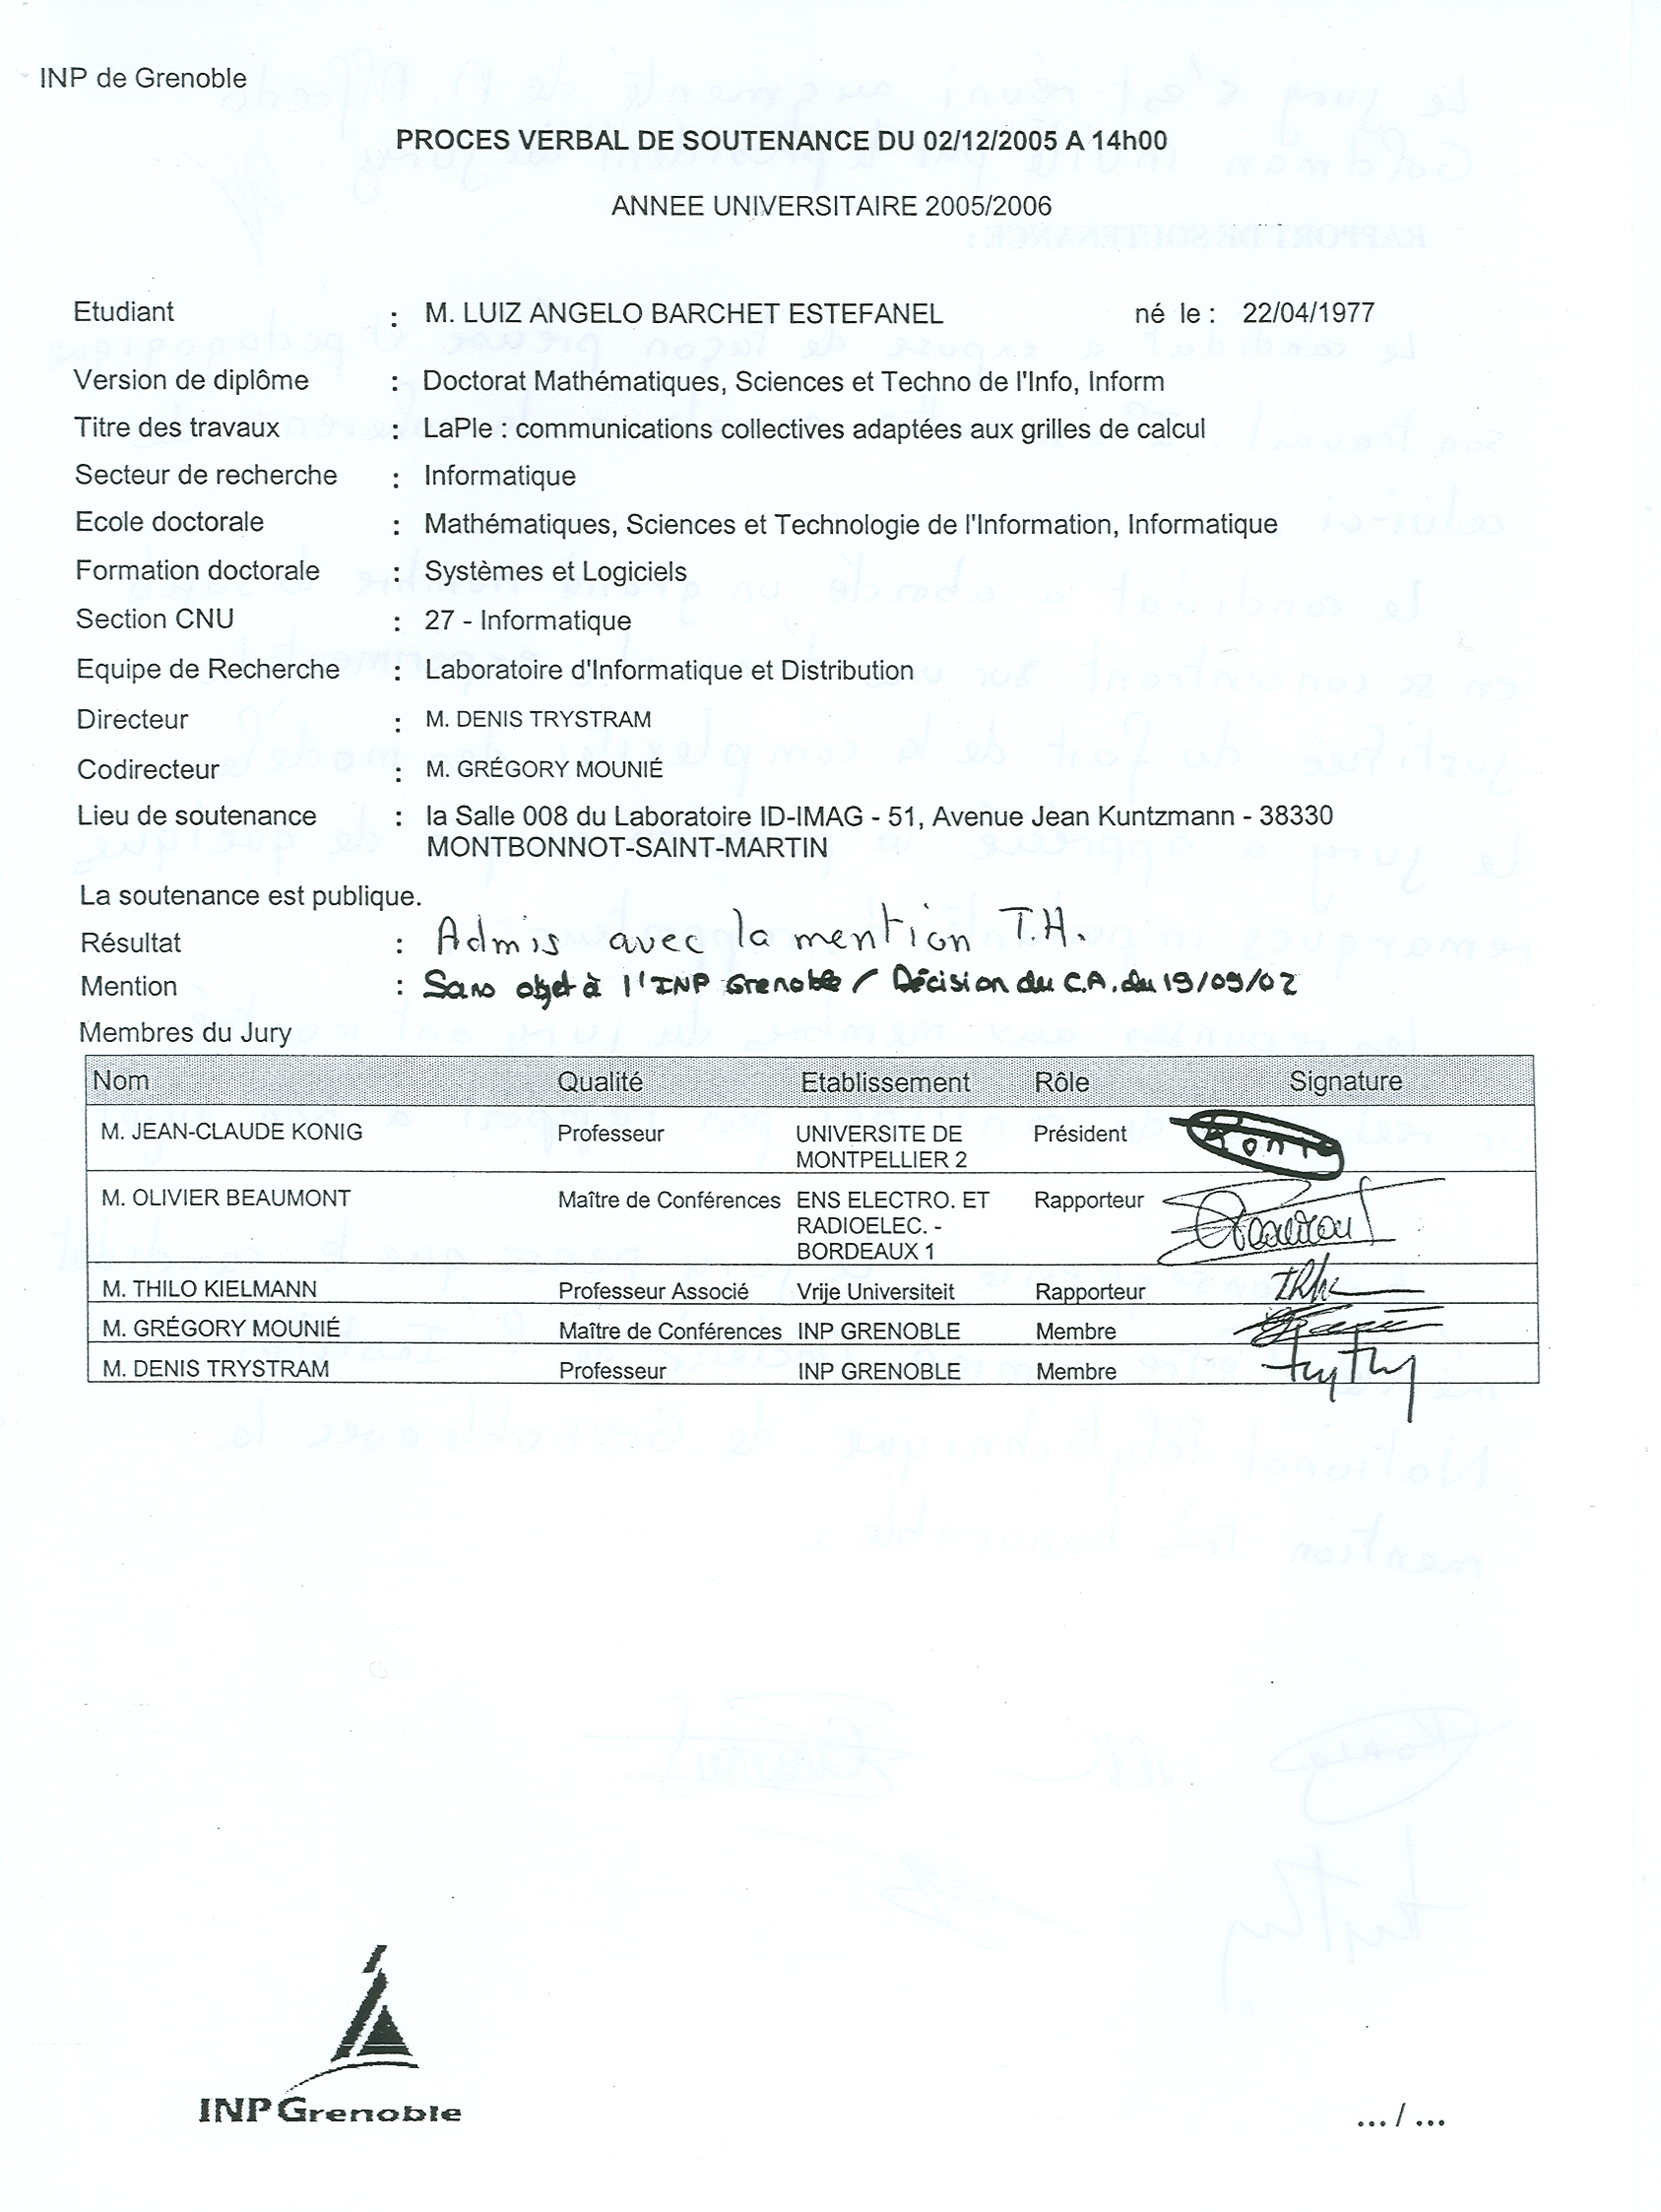 INP de Grenoble
PROCES VERBAL DE SOUTENANCE DU 02/12/2005 A 14h00
ANNEE UNIVERSITAIRE 2005/2006
Etudiant : M. LUIZ ANGELO BARCHET ESTEFANEL né le : 22/04/1977
Version de diplôme : Doctorat Mathématiques, Sciences et Techno de l'Info, Inform
Titre des travaux : LaPIe : communications collectives adaptées aux grilles de calcul
Secteur de recherche : Informatique
Ecole doctorale : Mathématiques, Sciences et Technologie de l'Information, Informatique
Formation doctorale : Systèmes et Logiciels
Section CNU : 27 - Informatique
Equipe de Recherche : Laboratoire d'Informatique et Distribution
Directeur : M. DENIS TRYSTRAM
Codirecteur : M. GRÉGORY MOUNIÉ
Lieu de soutenance : la Salle 008 du Laboratoire ID-IMAG - 51, Avenue Jean Kuntzmann - 38330
MONTBONNOT-SAINT-MARTIN
La soutenance est publique.
Résultat : Admis avec la mention T.H.
Mention : Sans objet à l'INP Grenoble / Décision du C.A. du 19/09/02
Membres du Jury
Nom Qualité Etablissement Rôle Signature
M. JEAN-CLAUDE KONIG Professeur UNIVERSITE DE Président Konig
MONTPELLIER 2
M. OLIVIER BEAUMONT Maître de Conférences ENS ELECTRO. ET Rapporteur
RADIOELEC. -
BORDEAUX 1
M. THILO KIELMANN Professeur Associé Vrije Universiteit Rapporteur
M. GRÉGORY MOUNIÉ Maître de Conférences INP GRENOBLE Membre
M. DENIS TRYSTRAM Professeur INP GRENOBLE Membre
INP Grenoble
... / ...